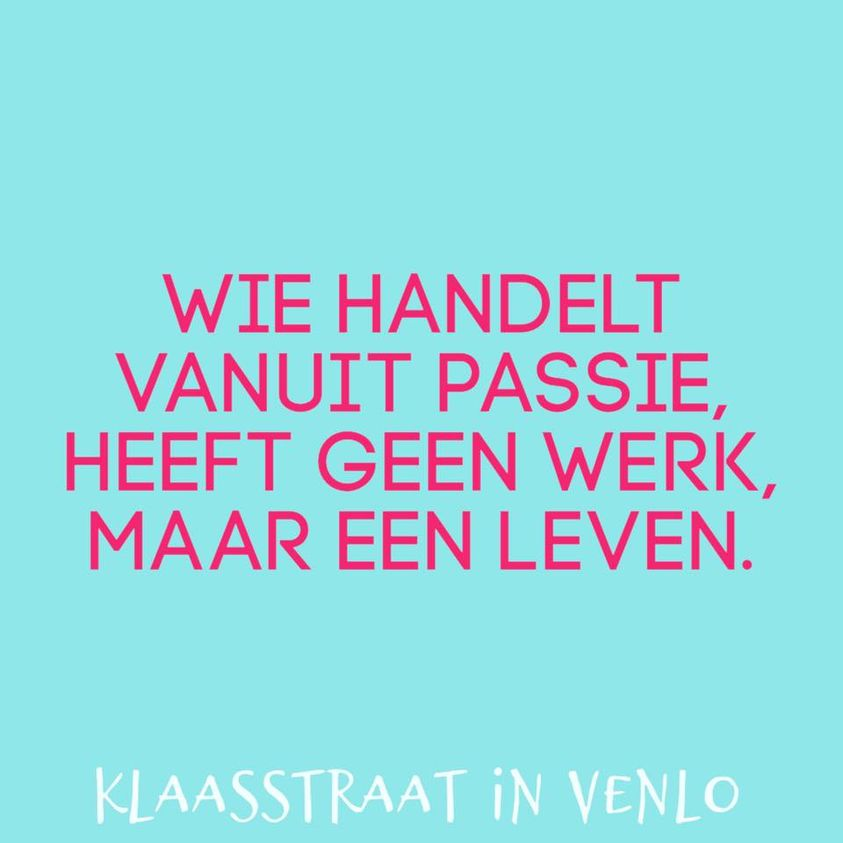 WIE HANDELT
VANUIT PASSIE,
HEEFT GEEN WERK,
MAAR EEN LEVEN.
KLAASSTRAAT iN VENLO